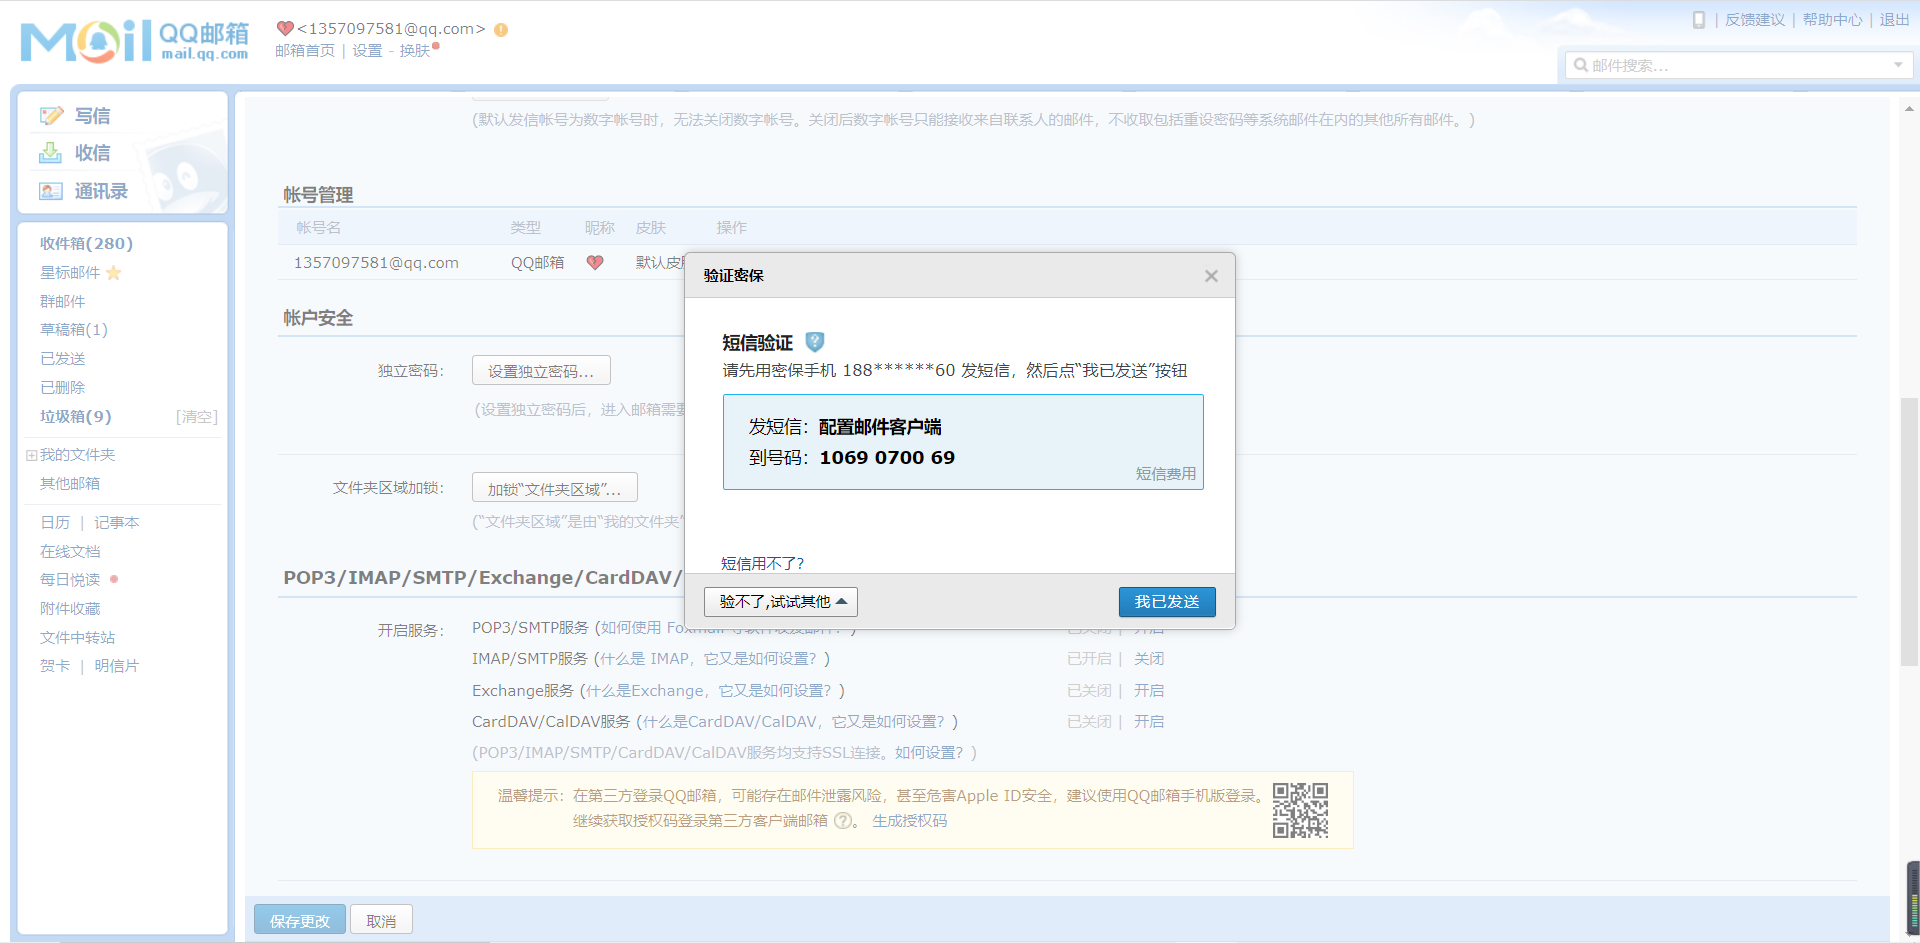 Mail QQ邮箱 mail.qq.com
<1357097581@qq.com>
邮箱首页 | 设置 - 换肤
| 反馈建议 | 帮助中心 | 退出
邮件搜索...
写信
收信
通讯录
收件箱(280)
星标邮件
群邮件
草稿箱(1)
已发送
已删除
垃圾箱(9) [清空]
我的文件夹
其他邮箱
日历 | 记事本
在线文档
每日悦读
附件收藏
文件中转站
贺卡 | 明信片
(默认发信帐号为数字帐号时，无法关闭数字帐号。关闭后数字帐号只能接收来自联系人的邮件，不收取包括重设密码等系统邮件在内的其他所有邮件。)
帐号管理
帐号名 类型 昵称 皮肤 操作
1357097581@qq.com QQ邮箱 默认皮
帐户安全
独立密码： 设置独立密码...
(设置独立密码后，进入邮箱需要
文件夹区域加锁： 加锁“文件夹区域”...
(“文件夹区域”是由“我的文件夹”
POP3/IMAP/SMTP/Exchange/CardDAV/
开启服务： POP3/SMTP服务 (如何使用 Foxmail 等软件收发邮件？) 已关闭 | 开启
IMAP/SMTP服务 (什么是 IMAP，它又是如何设置？) 已开启 | 关闭
Exchange服务 (什么是Exchange，它又是如何设置？) 已关闭 | 开启
CardDAV/CalDAV服务 (什么是CardDAV/CalDAV，它又是如何设置？) 已关闭 | 开启
(POP3/IMAP/SMTP/CardDAV/CalDAV服务均支持SSL连接。如何设置？)
温馨提示：在第三方登录QQ邮箱，可能存在邮件泄露风险，甚至危害Apple ID安全，建议使用QQ邮箱手机版登录。
继续获取授权码登录第三方客户端邮箱 。 生成授权码
保存更改 取消
验证密保
短信验证
请先用密保手机 188******60 发短信，然后点“我已发送”按钮
发短信：配置邮件客户端
到号码：1069 0700 69
短信费用
短信用不了?
验不了,试试其他 我已发送